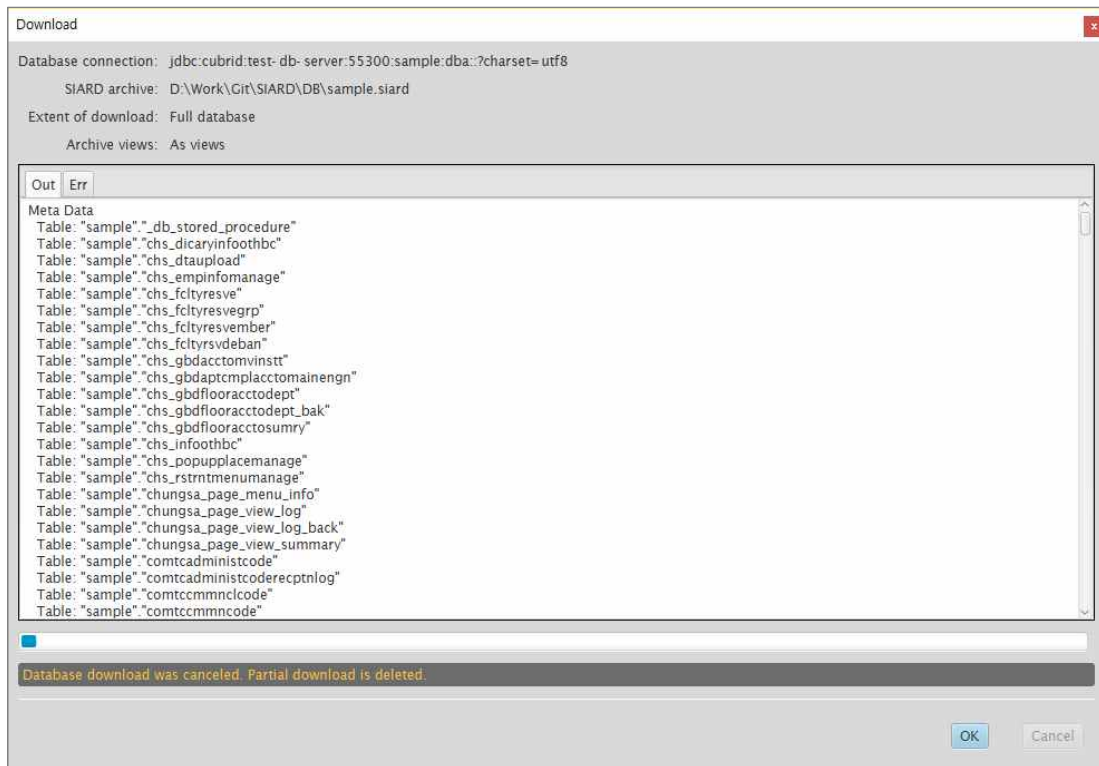 Download
x
Database connection: jdbc:cubrid:test-db-server:55300:sample:dba::?charset=utf8
SIARD archive: D:\Work\Git\SIARD\DB\sample.siard
Extent of download: Full database
Archive views: As views
Out Err
Meta Data
Table: "sample"."_db_stored_procedure"
Table: "sample"."chs_dicaryinfoothbc"
Table: "sample"."chs_dtaupload"
Table: "sample"."chs_empinfomanage"
Table: "sample"."chs_fcltyresve"
Table: "sample"."chs_fcltyresvegrp"
Table: "sample"."chs_fcltyresvember"
Table: "sample"."chs_fcltyrsvdeban"
Table: "sample"."chs_gbdacctomvinstt"
Table: "sample"."chs_gbdaptcmplacctomainengn"
Table: "sample"."chs_gbdflooracctodept"
Table: "sample"."chs_gbdflooracctodept_bak"
Table: "sample"."chs_gbdflooracctosumry"
Table: "sample"."chs_infoothbc"
Table: "sample"."chs_popupplacemanage"
Table: "sample"."chs_rstrntmenumanage"
Table: "sample"."chungsa_page_menu_info"
Table: "sample"."chungsa_page_view_log"
Table: "sample"."chungsa_page_view_log_back"
Table: "sample"."chungsa_page_view_summary"
Table: "sample"."comtcadministcode"
Table: "sample"."comtcadministcoderecptnlog"
Table: "sample"."comtccmmnclcode"
Table: "sample"."comtccmmncode"
Database download was canceled. Partial download is deleted.
OK Cancel